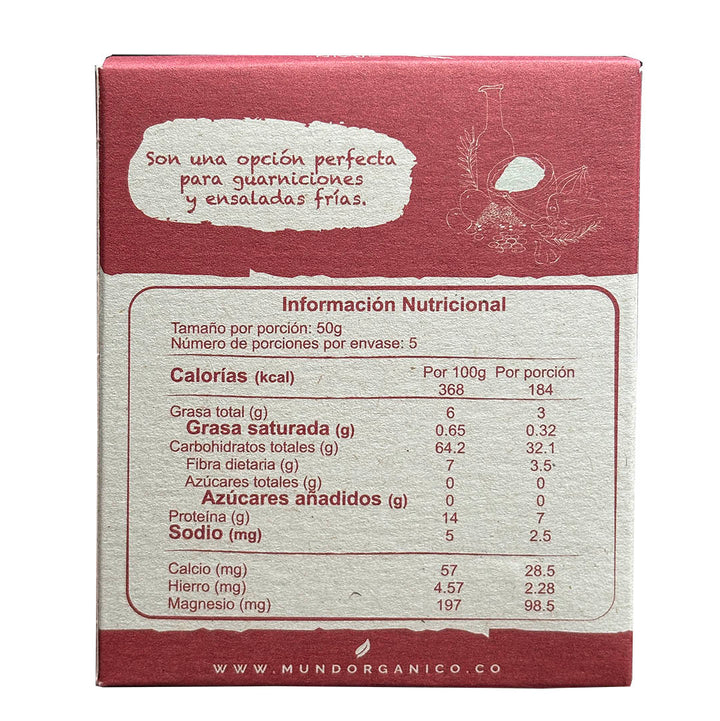 Son una opción perfecta
para guarniciones
y ensaladas frías.
Información Nutricional
Tamaño por porción: 50g
Número de porciones por envase: 5
Calorías (kcal) Por 100g Por porción
368 184
Grasa total (g) 6 3
Grasa saturada (g) 0.65 0.32
Carbohidratos totales (g) 64.2 32.1
Fibra dietaria (g) 7 3.5
Azúcares totales (g) 0 0
Azúcares añadidos (g) 0 0
Proteína (g) 14 7
Sodio (mg) 5 2.5
Calcio (mg) 57 28.5
Hierro (mg) 4.57 2.28
Magnesio (mg) 197 98.5
WWW.MUNDORGANICO.CO